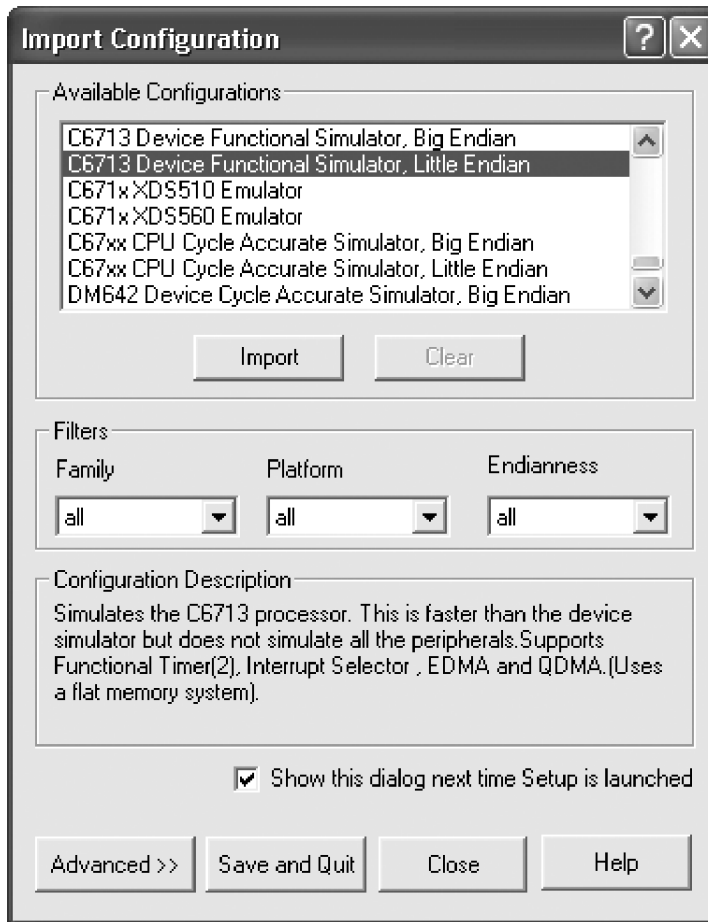 Import Configuration
Available Configurations
C6713 Device Functional Simulator, Big Endian
C6713 Device Functional Simulator, Little Endian
C671x XDS510 Emulator
C671x XDS560 Emulator
C67xx CPU Cycle Accurate Simulator, Big Endian
C67xx CPU Cycle Accurate Simulator, Little Endian
DM642 Device Cycle Accurate Simulator, Big Endian
Import
Clear
Filters
Family
Platform
Endianness
all
all
all
Configuration Description
Simulates the C6713 processor. This is faster than the device
simulator but does not simulate all the peripherals.Supports
Functional Timer(2), Interrupt Selector , EDMA and QDMA.(Uses
a flat memory system).
Show this dialog next time Setup is launched
Advanced >>
Save and Quit
Close
Help